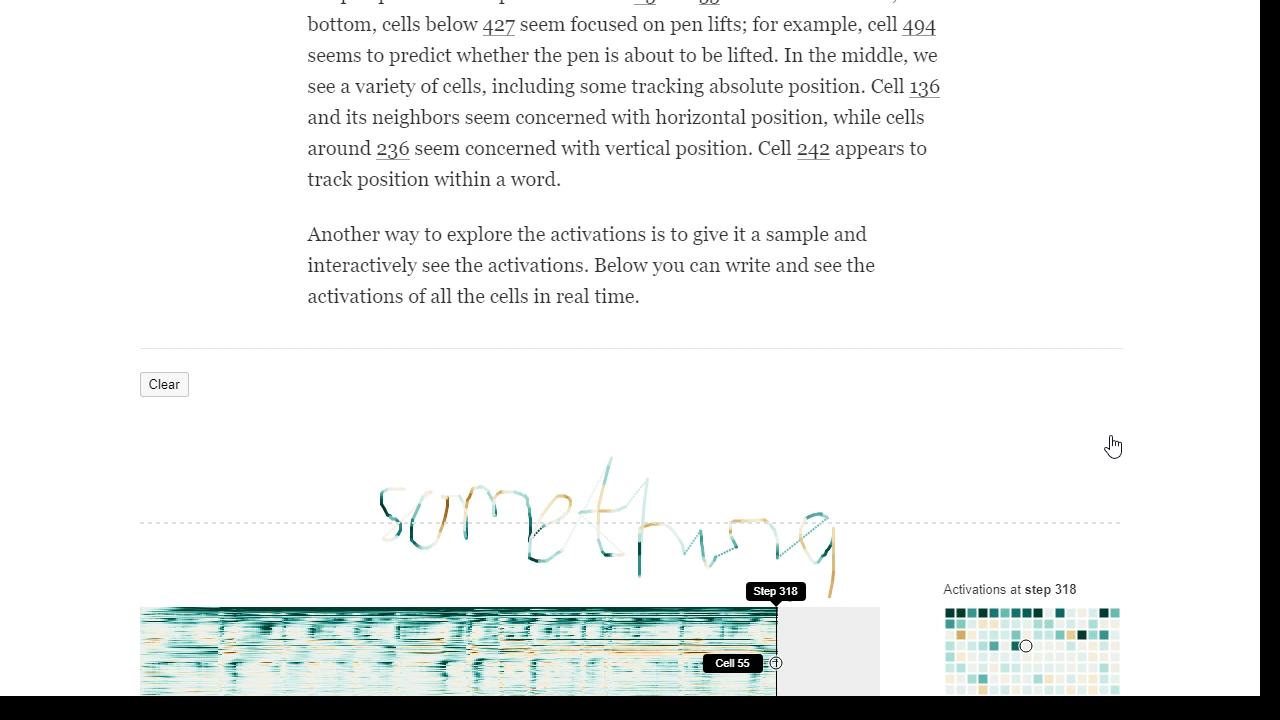 bottom, cells below 427 seem focused on pen lifts; for example, cell 494
seems to predict whether the pen is about to be lifted. In the middle, we
see a variety of cells, including some tracking absolute position. Cell 136
and its neighbors seem concerned with horizontal position, while cells
around 236 seem concerned with vertical position. Cell 242 appears to
track position within a word.
Another way to explore the activations is to give it a sample and
interactively see the activations. Below you can write and see the
activations of all the cells in real time.
Clear
something
Step 318
Activations at step 318
Cell 55